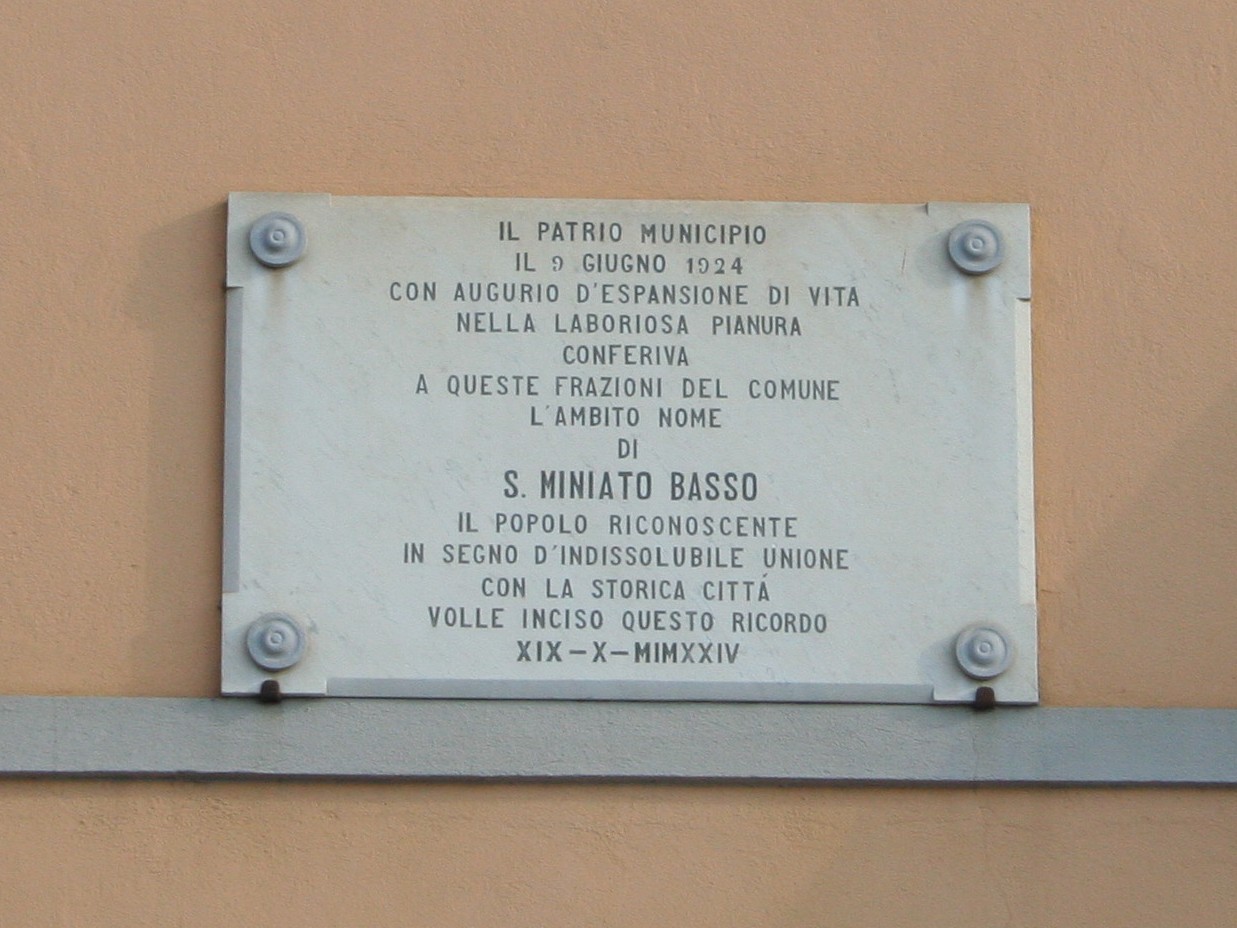 IL PATRIO MUNICIPIO
IL 9 GIUGNO 1924
CON AUGURIO D'ESPANSIONE DI VITA
NELLA LABORIOSA PIANURA
CONFERIVA
A QUESTE FRAZIONI DEL COMUNE
L'AMBITO NOME
DI
S. MINIATO BASSO
IL POPOLO RICONOSCENTE
IN SEGNO D'INDISSOLUBILE UNIONE
CON LA STORICA CITTÁ
VOLLE INCISO QUESTO RICORDO
XIX-X-MIMXXIV